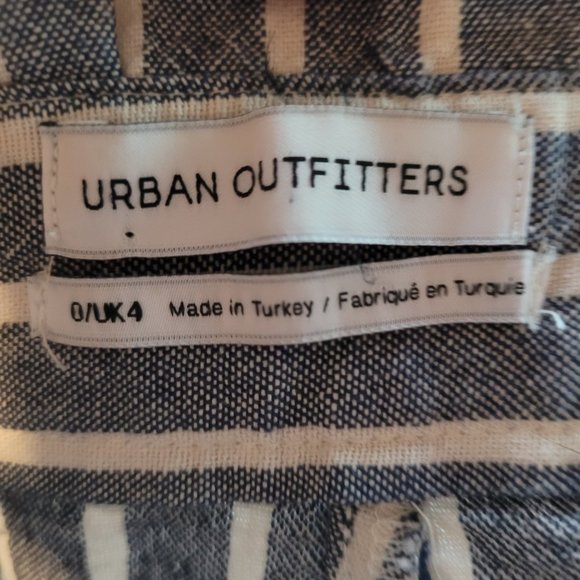 URBAN OUTFITTERS
0/UK4 Made in Turkey / Fabriqué en Turquie